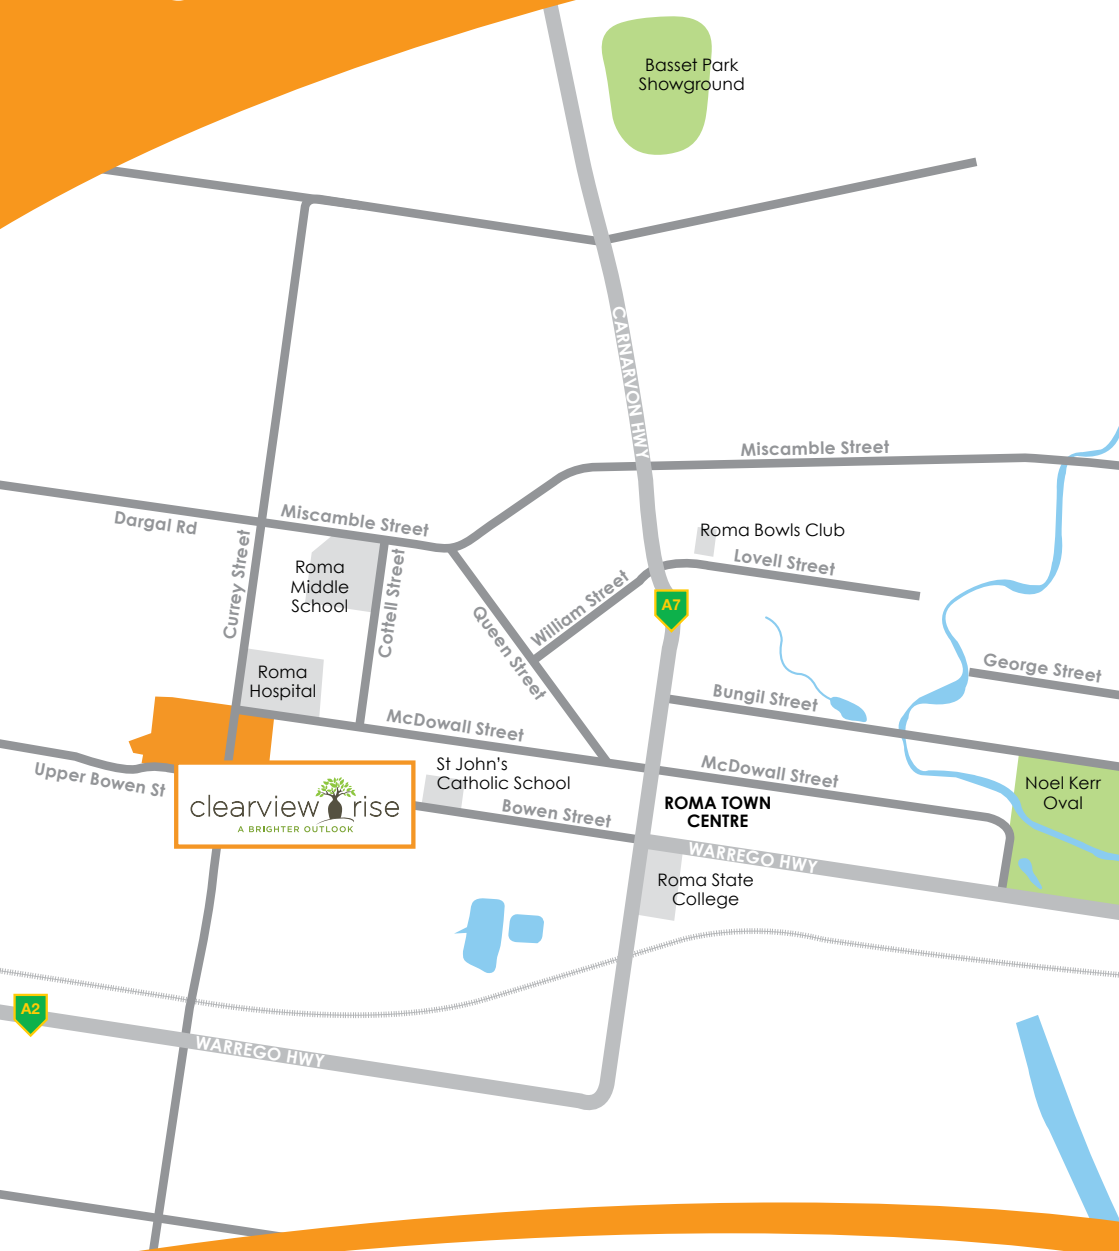 Basset Park
Showground
CARNARVON HWY
Miscamble Street
Dargal Rd
Miscamble Street
Roma Bowls Club
Lovell Street
Currey Street
Roma
Middle
School
Cottell Street
Queen Street
William Street
A7
Roma
Hospital
George Street
Bungil Street
McDowall Street
Upper Bowen St
St John's
Catholic School
McDowall Street
Noel Kerr
Oval
clearview rise
A BRIGHTER OUTLOOK
Bowen Street
ROMA TOWN
CENTRE
WARREGO HWY
Roma State
College
A2
WARREGO HWY